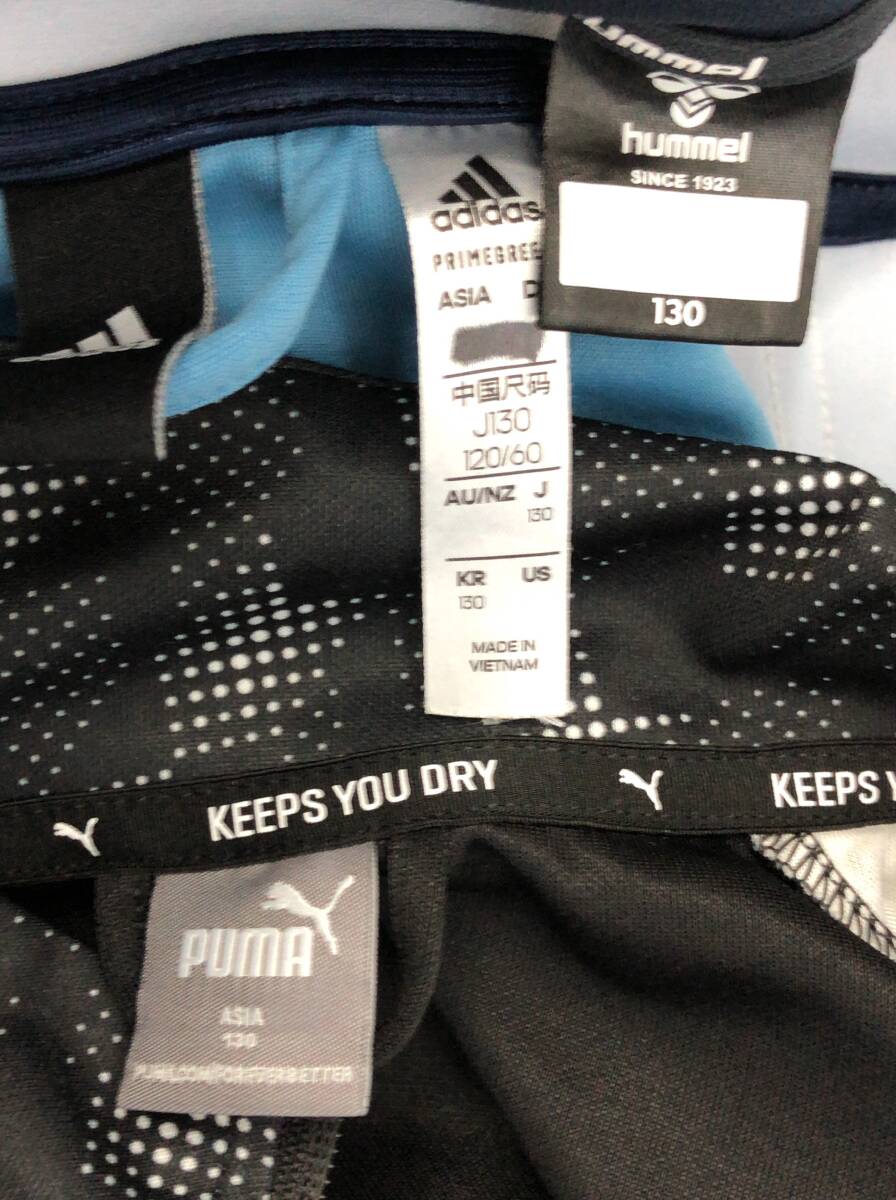 hummel
hummel
SINCE 1923
130
adidas
PRIMEGREE
ASIA D
中国尺码
J130
120/60
AU/NZ J
130
KR US
130
MADE IN
VIETNAM
KEEPS YOU DRY
KEEPS Y
PUMA
ASIA
130
PUMA.COM/FOREVERBETTER